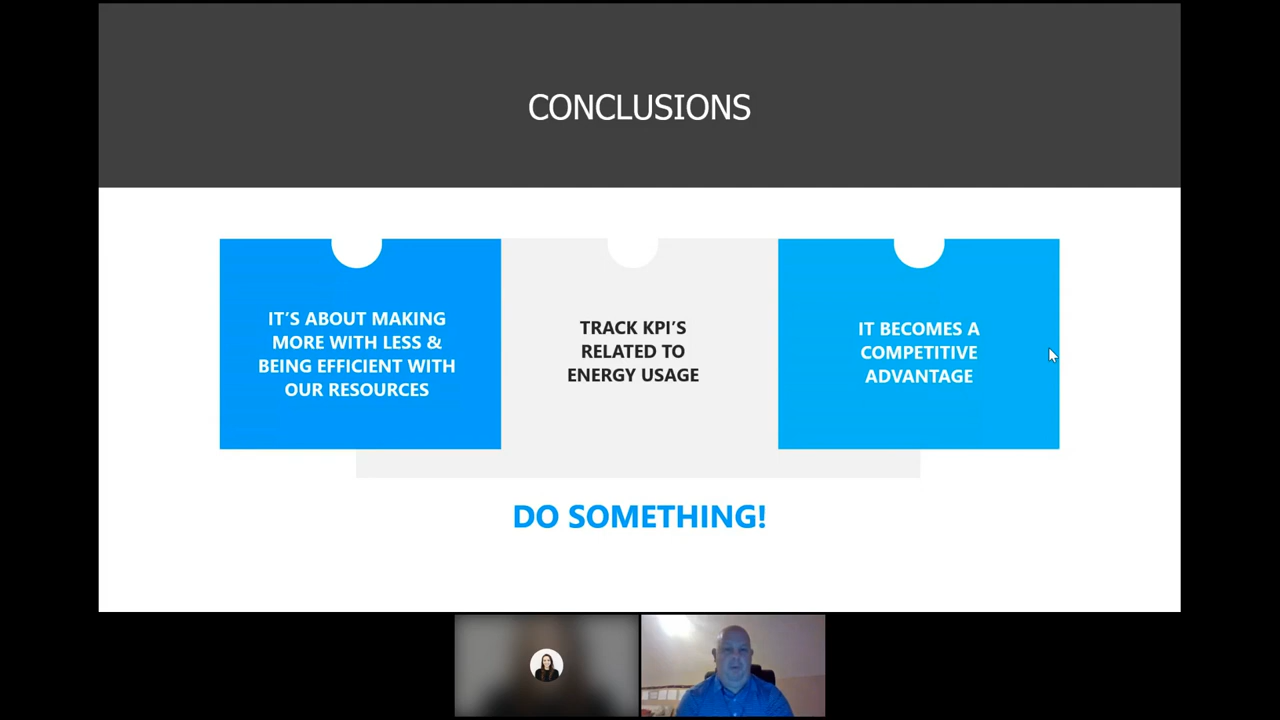 CONCLUSIONS
IT’S ABOUT MAKING
MORE WITH LESS &
BEING EFFICIENT WITH
OUR RESOURCES
TRACK KPI’S
RELATED TO
ENERGY USAGE
IT BECOMES A
COMPETITIVE
ADVANTAGE
DO SOMETHING!